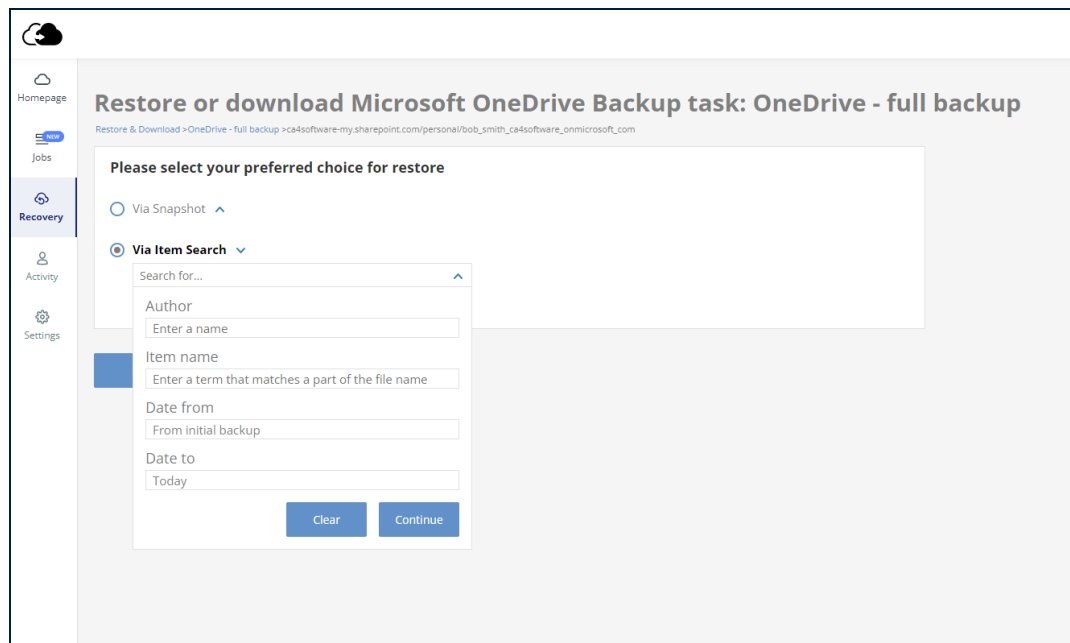 Homepage
NEW
Jobs
Recovery
Activity
Settings
Restore or download Microsoft OneDrive Backup task: OneDrive - full backup
Restore & Download >OneDrive - full backup >ca4software-my.sharepoint.com/personal/bob_smith_ca4software_onmicrosoft_com
Please select your preferred choice for restore
Via Snapshot
Via Item Search
Search for...
Author
Enter a name
Item name
Enter a term that matches a part of the file name
Date from
From initial backup
Date to
Today
Clear Continue